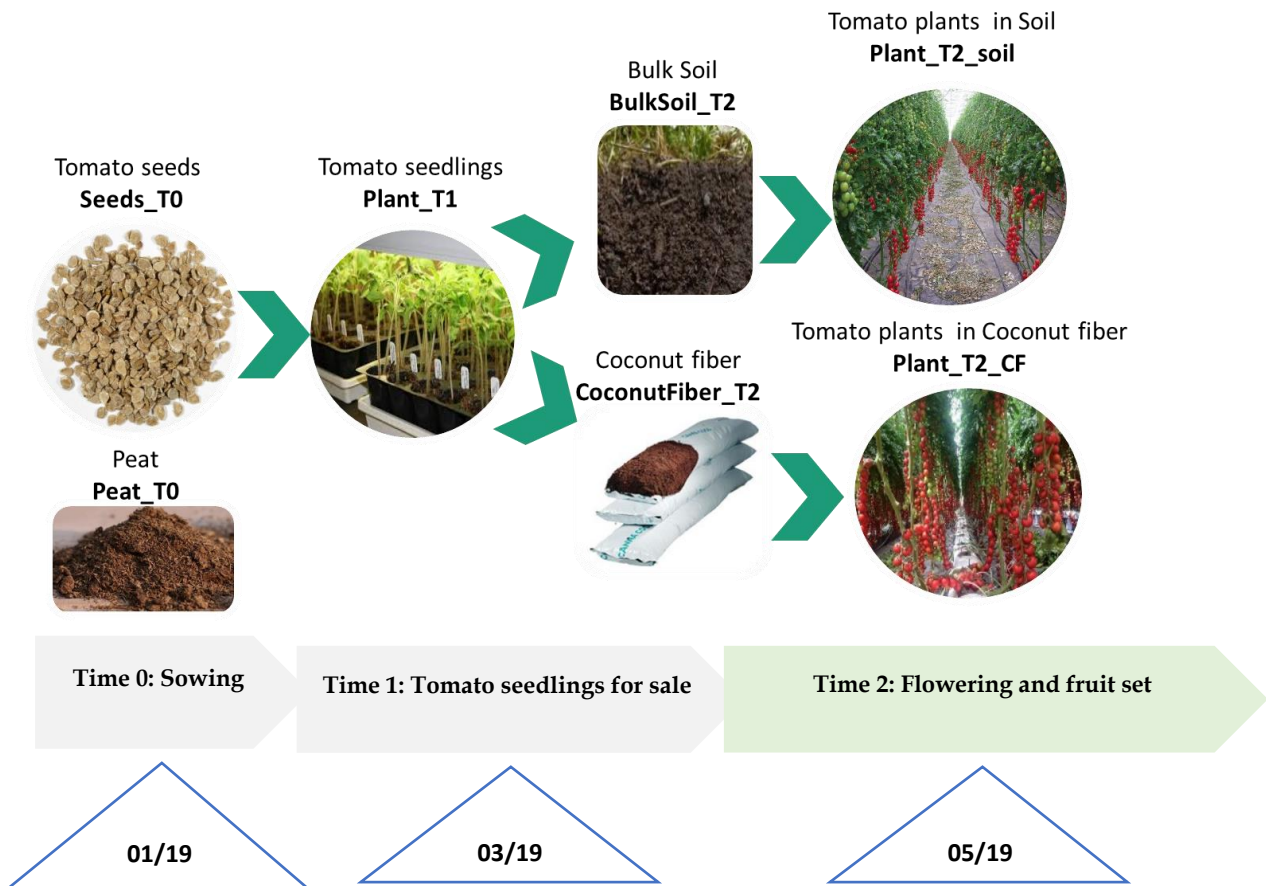 Tomato seeds
Seeds_T0
Peat
Peat_T0
Tomato seedlings
Plant_T1
Bulk Soil
BulkSoil_T2
Coconut fiber
CoconutFiber_T2
Tomato plants in Soil
Plant_T2_soil
Tomato plants in Coconut fiber
Plant_T2_CF
Time 0: Sowing
Time 1: Tomato seedlings for sale
Time 2: Flowering and fruit set
01/19
03/19
05/19